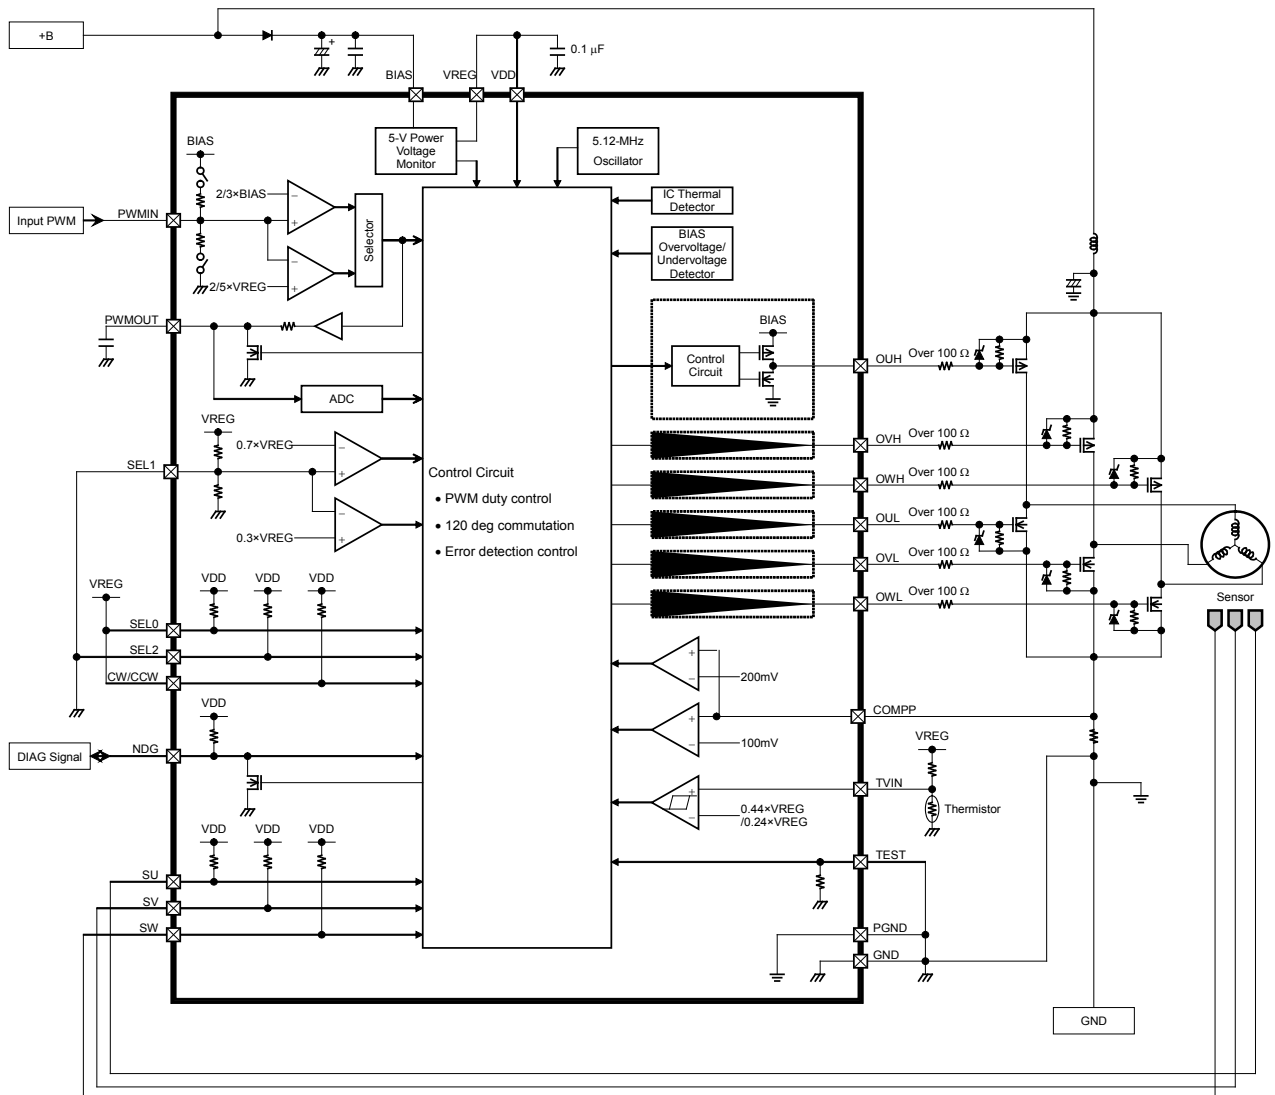 +B
+
0.1 μF
BIAS
VREG
VDD
5-V Power
Voltage
Monitor
5.12-MHz
Oscillator
BIAS
2/3×BIAS
−
+
Input PWM
PWMIN
Selector
−
+
2/5×VREG
IC Thermal
Detector
BIAS
Overvoltage/
Undervoltage
Detector
PWMOUT
BIAS
Control
Circuit
OUH
Over 100 Ω
ADC
VREG
0.7×VREG
−
+
SEL1
−
+
0.3×VREG
Control Circuit
• PWM duty control
• 120 deg commutation
• Error detection control
OVH
Over 100 Ω
OWH
Over 100 Ω
OUL
Over 100 Ω
OVL
Over 100 Ω
OWL
Over 100 Ω
Sensor
VREG
VDD
VDD
VDD
SEL0
SEL2
CW/CCW
+
−
200mV
+
−
100mV
COMPP
VDD
DIAG Signal
NDG
VREG
TVIN
Thermistor
+
−
0.44×VREG
/0.24×VREG
VDD
VDD
VDD
SU
SV
SW
TEST
PGND
GND
GND